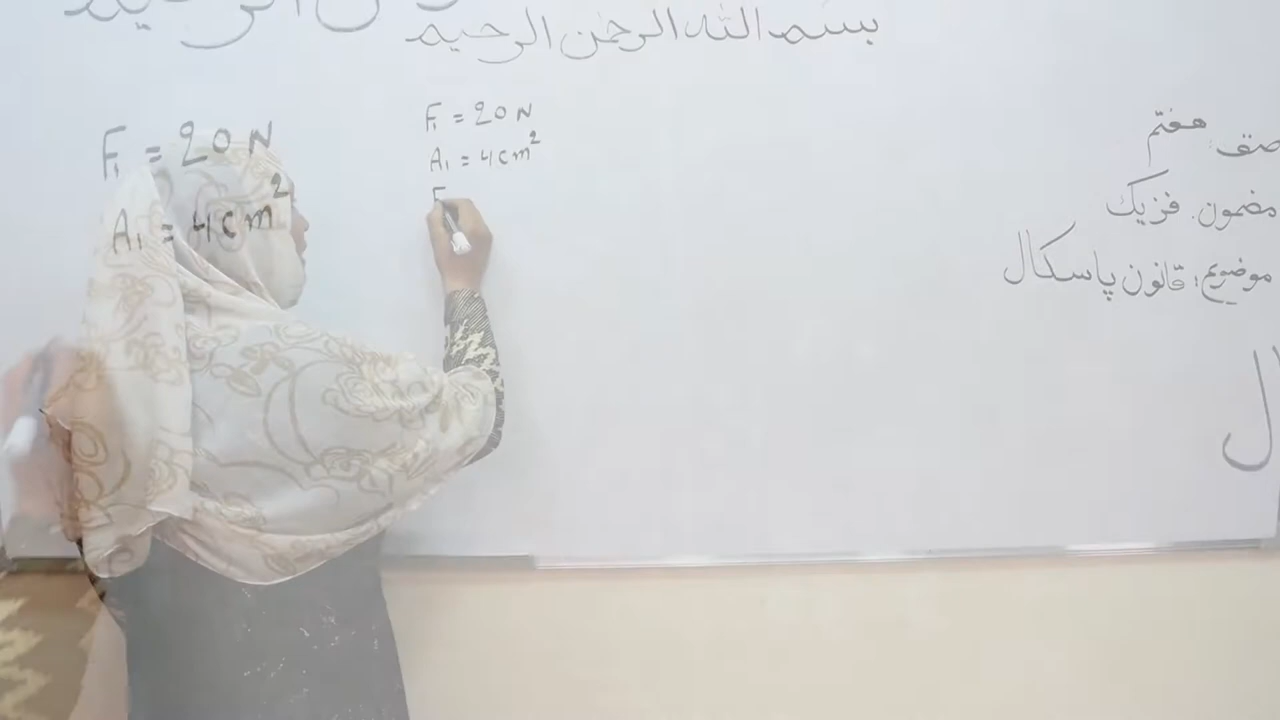 بسم الله الرحمن الرحیم
صنف هفتم
مضمون: فزیک
موضوع: قانون پاسکال
F₁ = 20 N
A₁ = 4 cm²
F
F₁ = 20 N
A₁ = 4 cm²